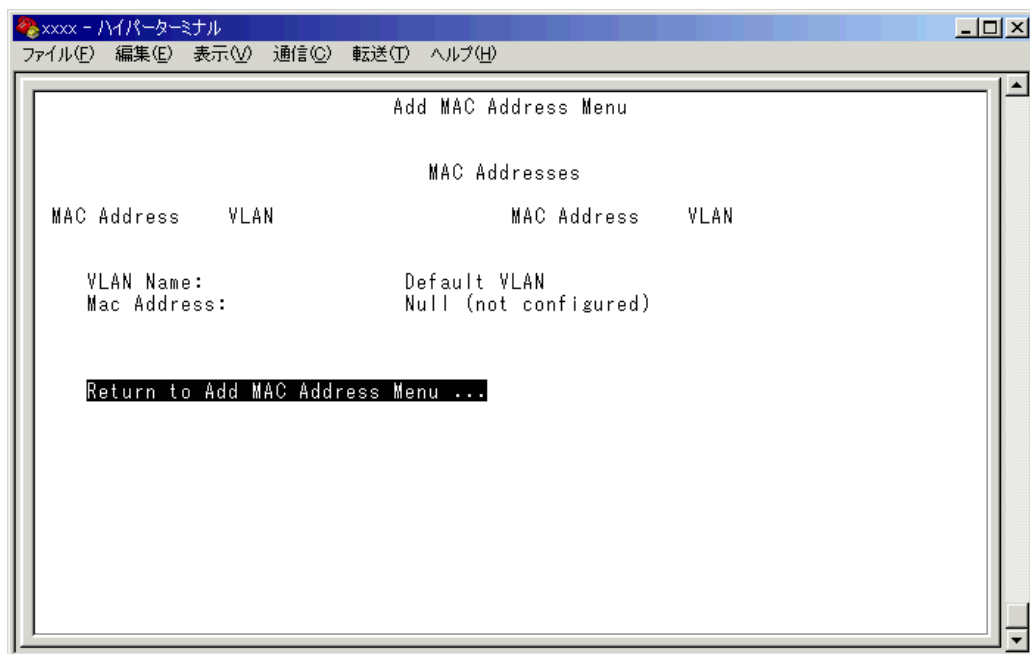 xxxx - ハイパーターミナル
ファイル(F) 編集(E) 表示(V) 通信(C) 転送(T) ヘルプ(H)
Add MAC Address Menu
MAC Addresses
MAC Address VLAN MAC Address VLAN
VLAN Name: Default VLAN
Mac Address: Null (not configured)
Return to Add MAC Address Menu ...